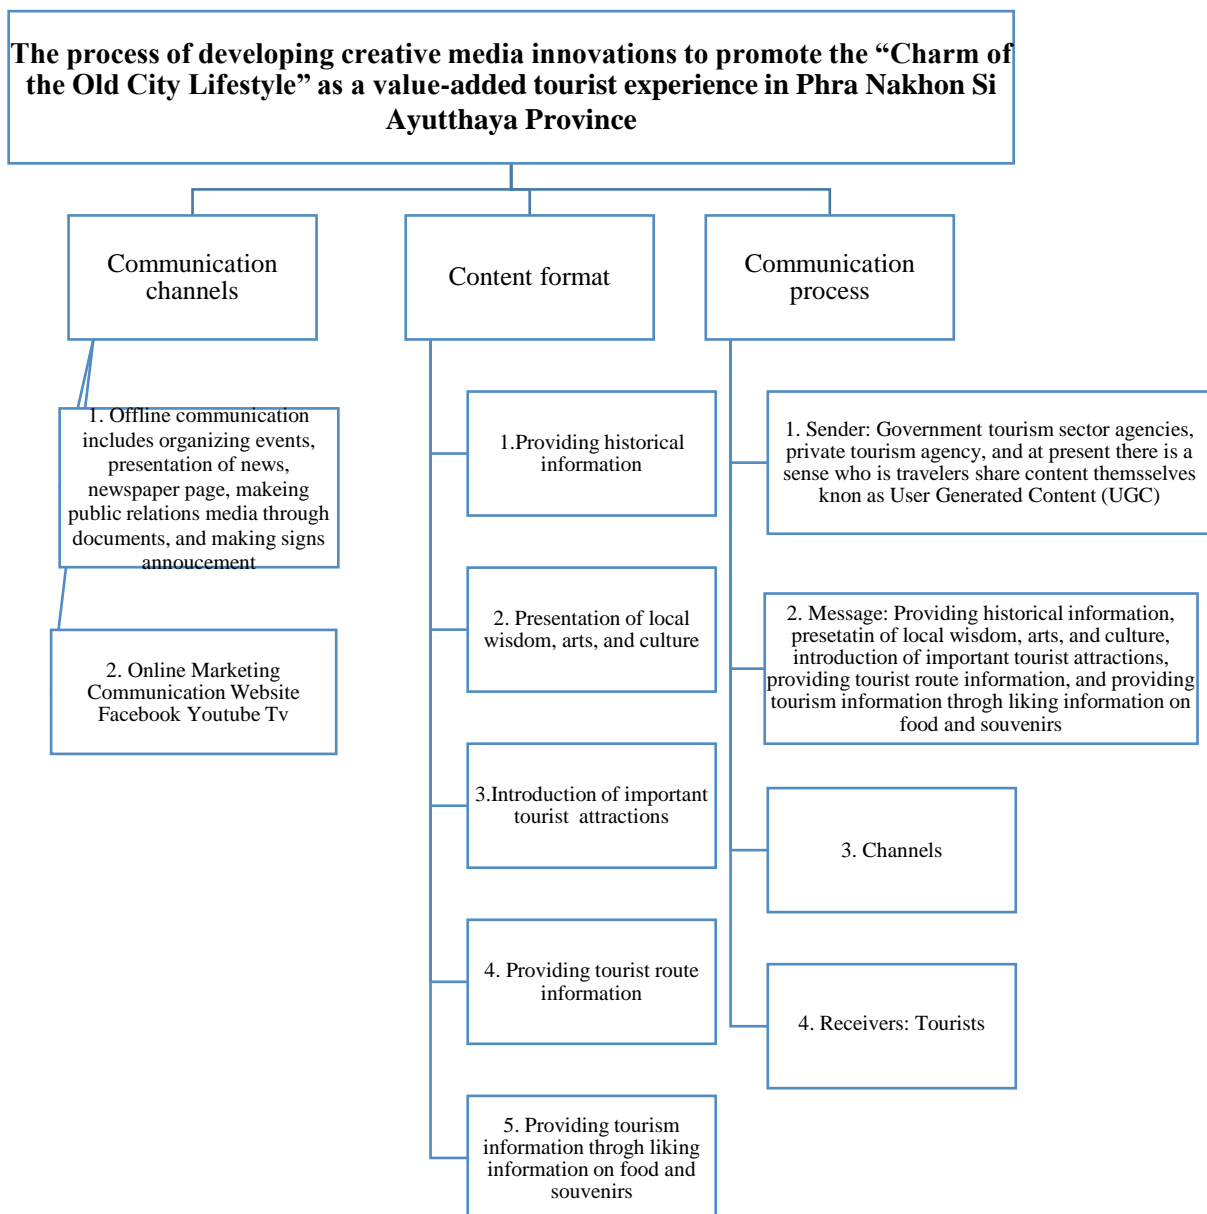 The process of developing creative media innovations to promote the “Charm of
the Old City Lifestyle” as a value-added tourist experience in Phra Nakhon Si
Ayutthaya Province
Communication
channels
1. Offline communication
includes organizing events,
presentation of news,
newspaper page, makeing
public relations media through
documents, and making signs
annoucement
2. Online Marketing
Communication Website
Facebook Youtube Tv
Content format
1.Providing historical
information
2. Presentation of local
wisdom, arts, and culture
3.Introduction of important
tourist attractions
4. Providing tourist route
information
5. Providing tourism
information throgh liking
information on food and
souvenirs
Communication
process
1. Sender: Government tourism sector agencies,
private tourism agency, and at present there is a
sense who is travelers share content themsselves
knon as User Generated Content (UGC)
2. Message: Providing historical information,
presetatin of local wisdom, arts, and culture,
introduction of important tourist attractions,
providing tourist route information, and providing
tourism information throgh liking information on
food and souvenirs
3. Channels
4. Receivers: Tourists